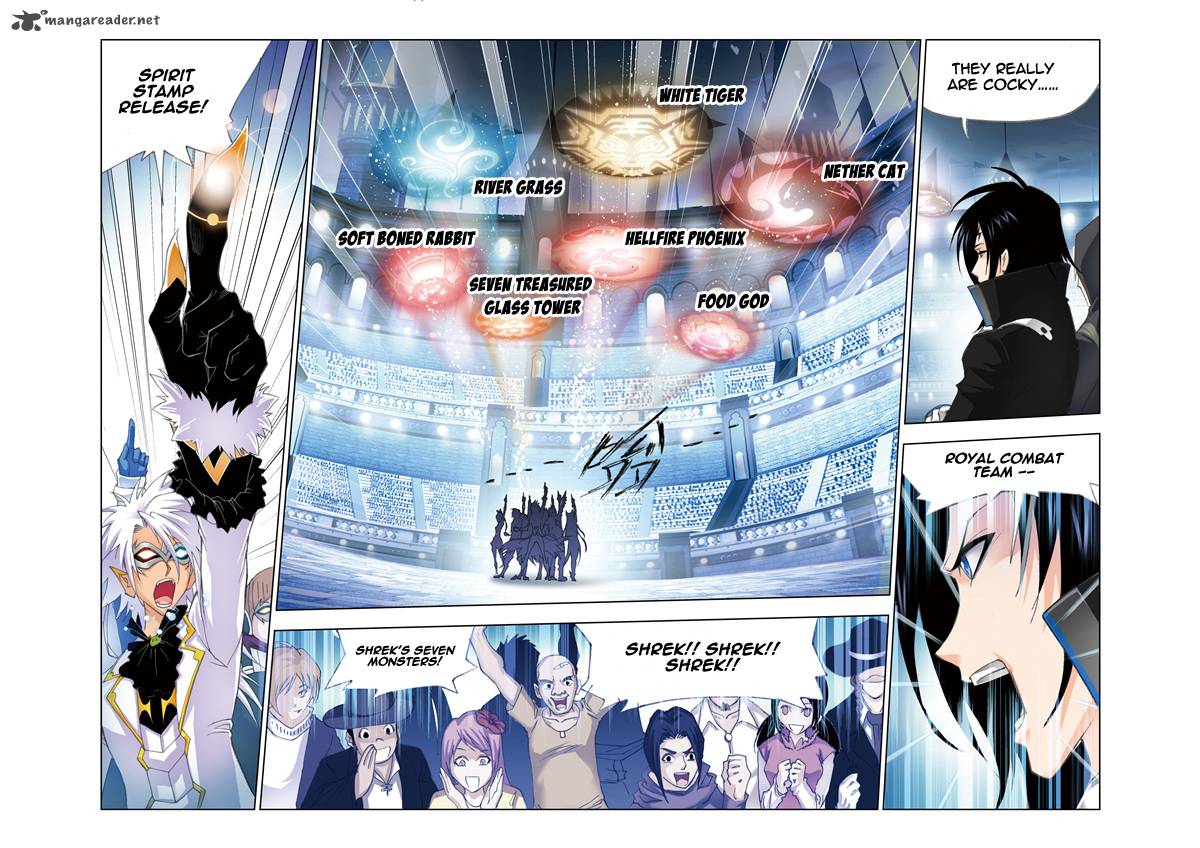 mangareader.net
SPIRIT
STAMP
RELEASE!
WHITE TIGER
RIVER GRASS
NETHER CAT
SOFT BONED RABBIT
HELLFIRE PHOENIX
SEVEN TREASURED
GLASS TOWER
FOOD GOD
THEY REALLY
ARE COCKY......
ROYAL COMBAT
TEAM --
SHREK'S SEVEN
MONSTERS!
SHREK!! SHREK!!
SHREK!!